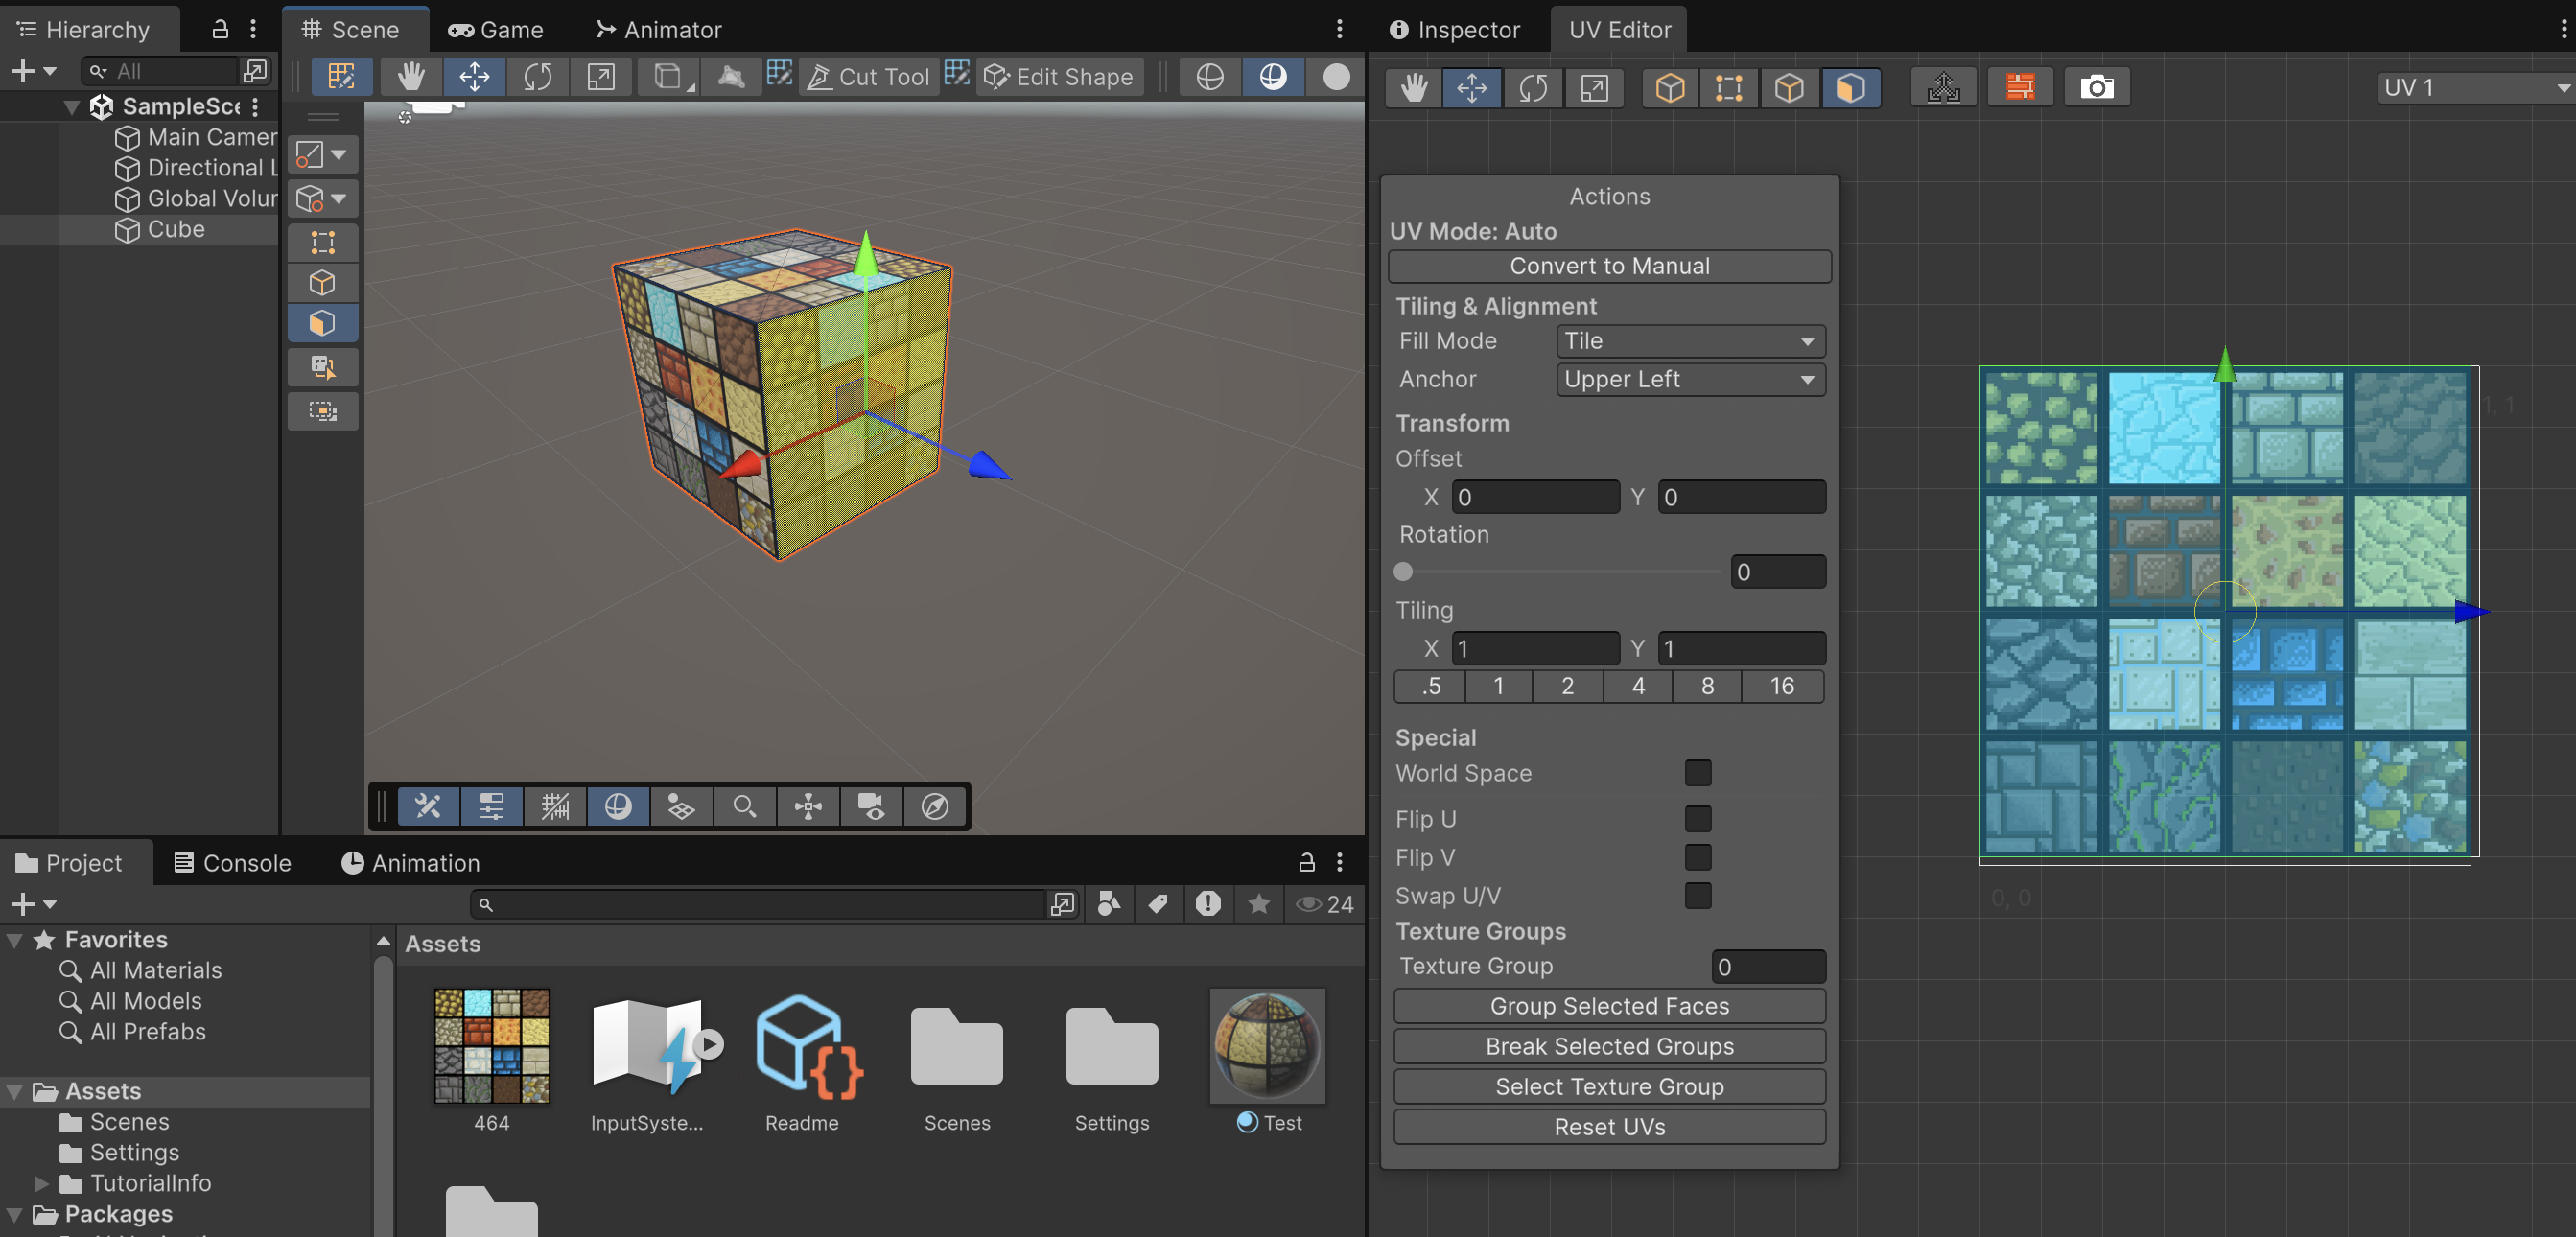 Hierarchy
All
SampleSce
Main Camer
Directional L
Global Volur
Cube
Scene
Game
Animator
Cut Tool
Edit Shape
Inspector
UV Editor
UV 1
Actions
UV Mode: Auto
Convert to Manual
Tiling & Alignment
Fill Mode Tile
Anchor Upper Left
Transform
Offset
X 0 Y 0
Rotation
0
Tiling
X 1 Y 1
.5 1 2 4 8 16
Special
World Space
Flip U
Flip V
Swap U/V
Texture Groups
Texture Group 0
Group Selected Faces
Break Selected Groups
Select Texture Group
Reset UVs
1, 1
0, 0
Project
Console
Animation
24
Favorites
All Materials
All Models
All Prefabs
Assets
Scenes
Settings
TutorialInfo
Packages
Assets
464
InputSyste...
Readme
Scenes
Settings
Test